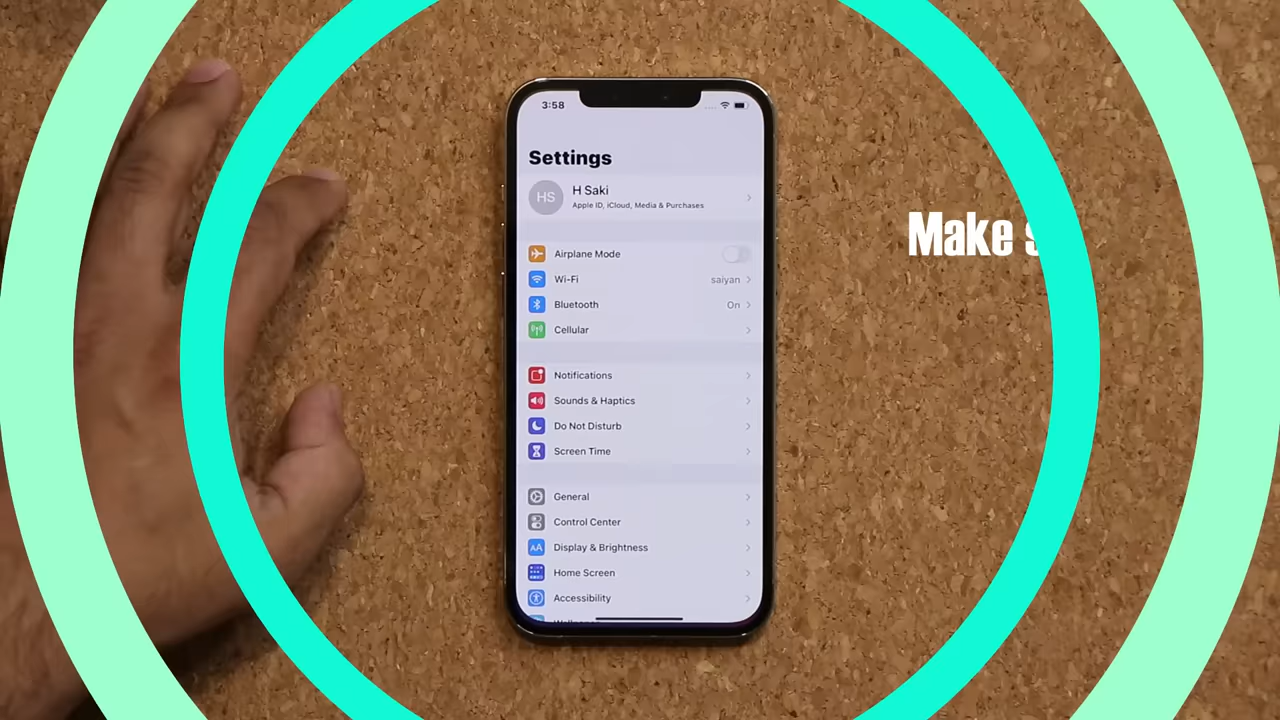 3:58
Settings
HS
H Saki
Apple ID, iCloud, Media & Purchases
Airplane Mode
Wi-Fi saiyan
Bluetooth On
Cellular
Make
Notifications
Sounds & Haptics
Do Not Disturb
Screen Time
General
Control Center
AA Display & Brightness
Home Screen
Accessibility